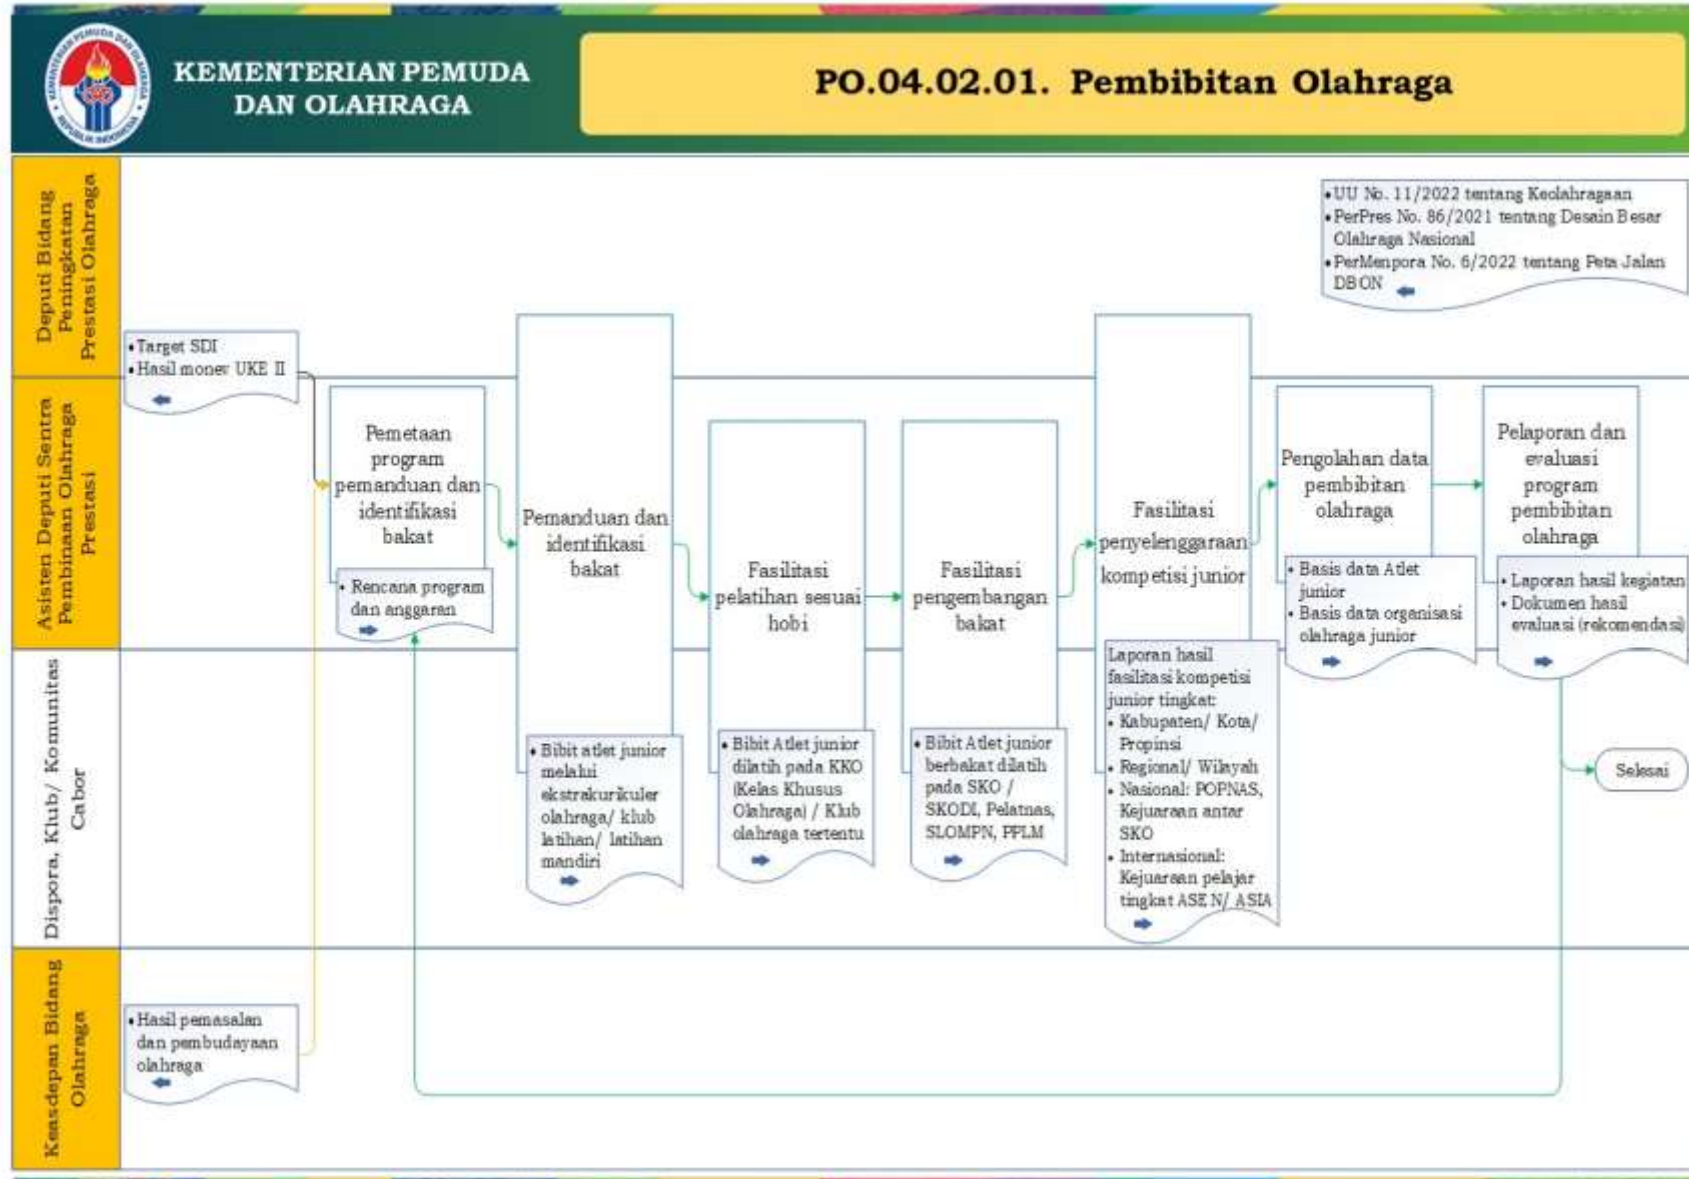 KEMENTERIAN PEMUDA DAN OLAHRAGA
REPUBLIK INDONESIA
KEMENTERIAN PEMUDA
DAN OLAHRAGA
PO.04.02.01. Pembibitan Olahraga
Deputi Bidang
Peningkatan
Prestasi Olahraga
• UU No. 11/2022 tentang Keolahragaan
• PerPres No. 86/2021 tentang Desain Besar
Olahraga Nasional
• PerMenpora No. 6/2022 tentang Peta Jalan
DBON
• Target SDI
• Hasil monev UKE II
Asisten Deputi Sentra
Pembinaan Olahraga
Prestasi
Pemetaan
program
pemanduan dan
identifikasi
bakat
• Rencana program
dan anggaran
Pemanduan dan
identifikasi
bakat
• Bibit atlet junior
melalui
ekstrakurikuler
olahraga/ klub
latihan/ latihan
mandiri
Fasilitasi
pelatihan sesuai
hobi
• Bibit Atlet junior
dilatih pada KKO
(Kelas Khusus
Olahraga) / Klub
olahraga tertentu
Fasilitasi
pengembangan
bakat
• Bibit Atlet junior
berbakat dilatih
pada SKO /
SKODI, Pelatnas,
SLOMPN, PPLM
Fasilitasi
penyelenggaraan
kompetisi junior
Laporan hasil
fasilitasi kompetisi
junior tingkat:
• Kabupaten/ Kota/
Propinsi
• Regional/ Wilayah
• Nasional: POPNAS,
Kejuaraan antar
SKO
• Internasional:
Kejuaraan pelajar
tingkat ASEN/ ASIA
Pengolahan data
pembibitan
olahraga
• Basis data Atlet
junior
• Basis data organisasi
olahraga junior
Pelaporan dan
evaluasi
program
pembibitan
olahraga
• Laporan hasil kegiatan
• Dokumen hasil
evaluasi (rekomendasi)
Dispora, Klub/ Komunitas
Cabor
Selesai
Keasdepan Bidang
Olahraga
• Hasil pemasalan
dan pembudayaan
olahraga